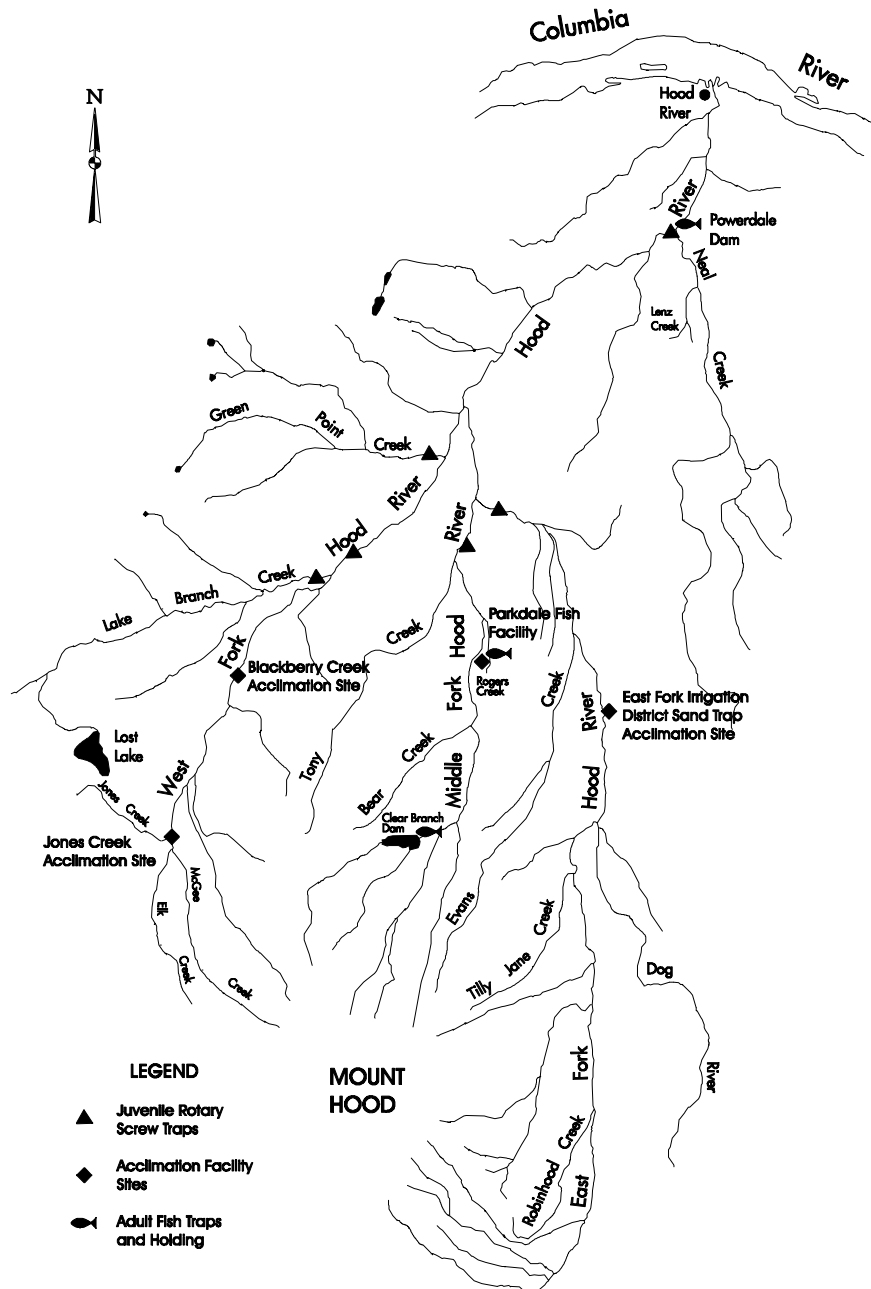 Columbia
River
N
Hood
River
River
Powerdale
Dam
Neal
Lenz
Creek
Creek
Hood
Green
Point
Creek
River
Hood
River
Lake
Branch
Creek
Fork
Blackberry Creek
Acclimation Site
Creek
Tony
Hood
Fork
Parkdale Fish
Facility
Rogers
Creek
Creek
River
Hood
East Fork Irrigation
District Sand Trap
Acclimation Site
Lost
Lake
West
Jones
Creek
Jones Creek
Acclimation Site
McGee
Creek
Elk
Creek
Bear
Creek
Middle
Clear Branch
Dam
Evans
Tilly
Jane
Creek
Dog
River
Fork
East
Robinhood
Creek
MOUNT
HOOD
LEGEND
Juvenile Rotary
Screw Traps
Acclimation Facility
Sites
Adult Fish Traps
and Holding